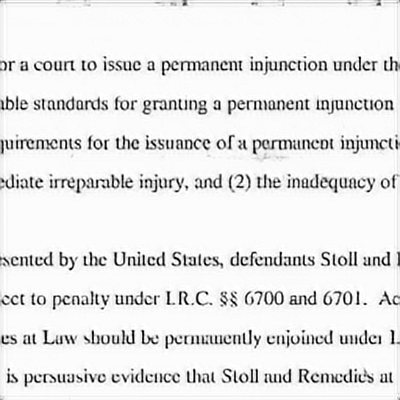 or a court to issue a permanent injunction under th
able standards for granting a permanent injunction
quirements for the issuance of a permanent injuncti
ediate irreparable injury, and (2) the inadequacy of
esented by the United States, defendants Stoll and
ect to penalty under I.R.C. §§ 6700 and 6701. Ac
es at Law should be permanently enjoined under I.
is persuasive evidence that Stoll and Remedies at